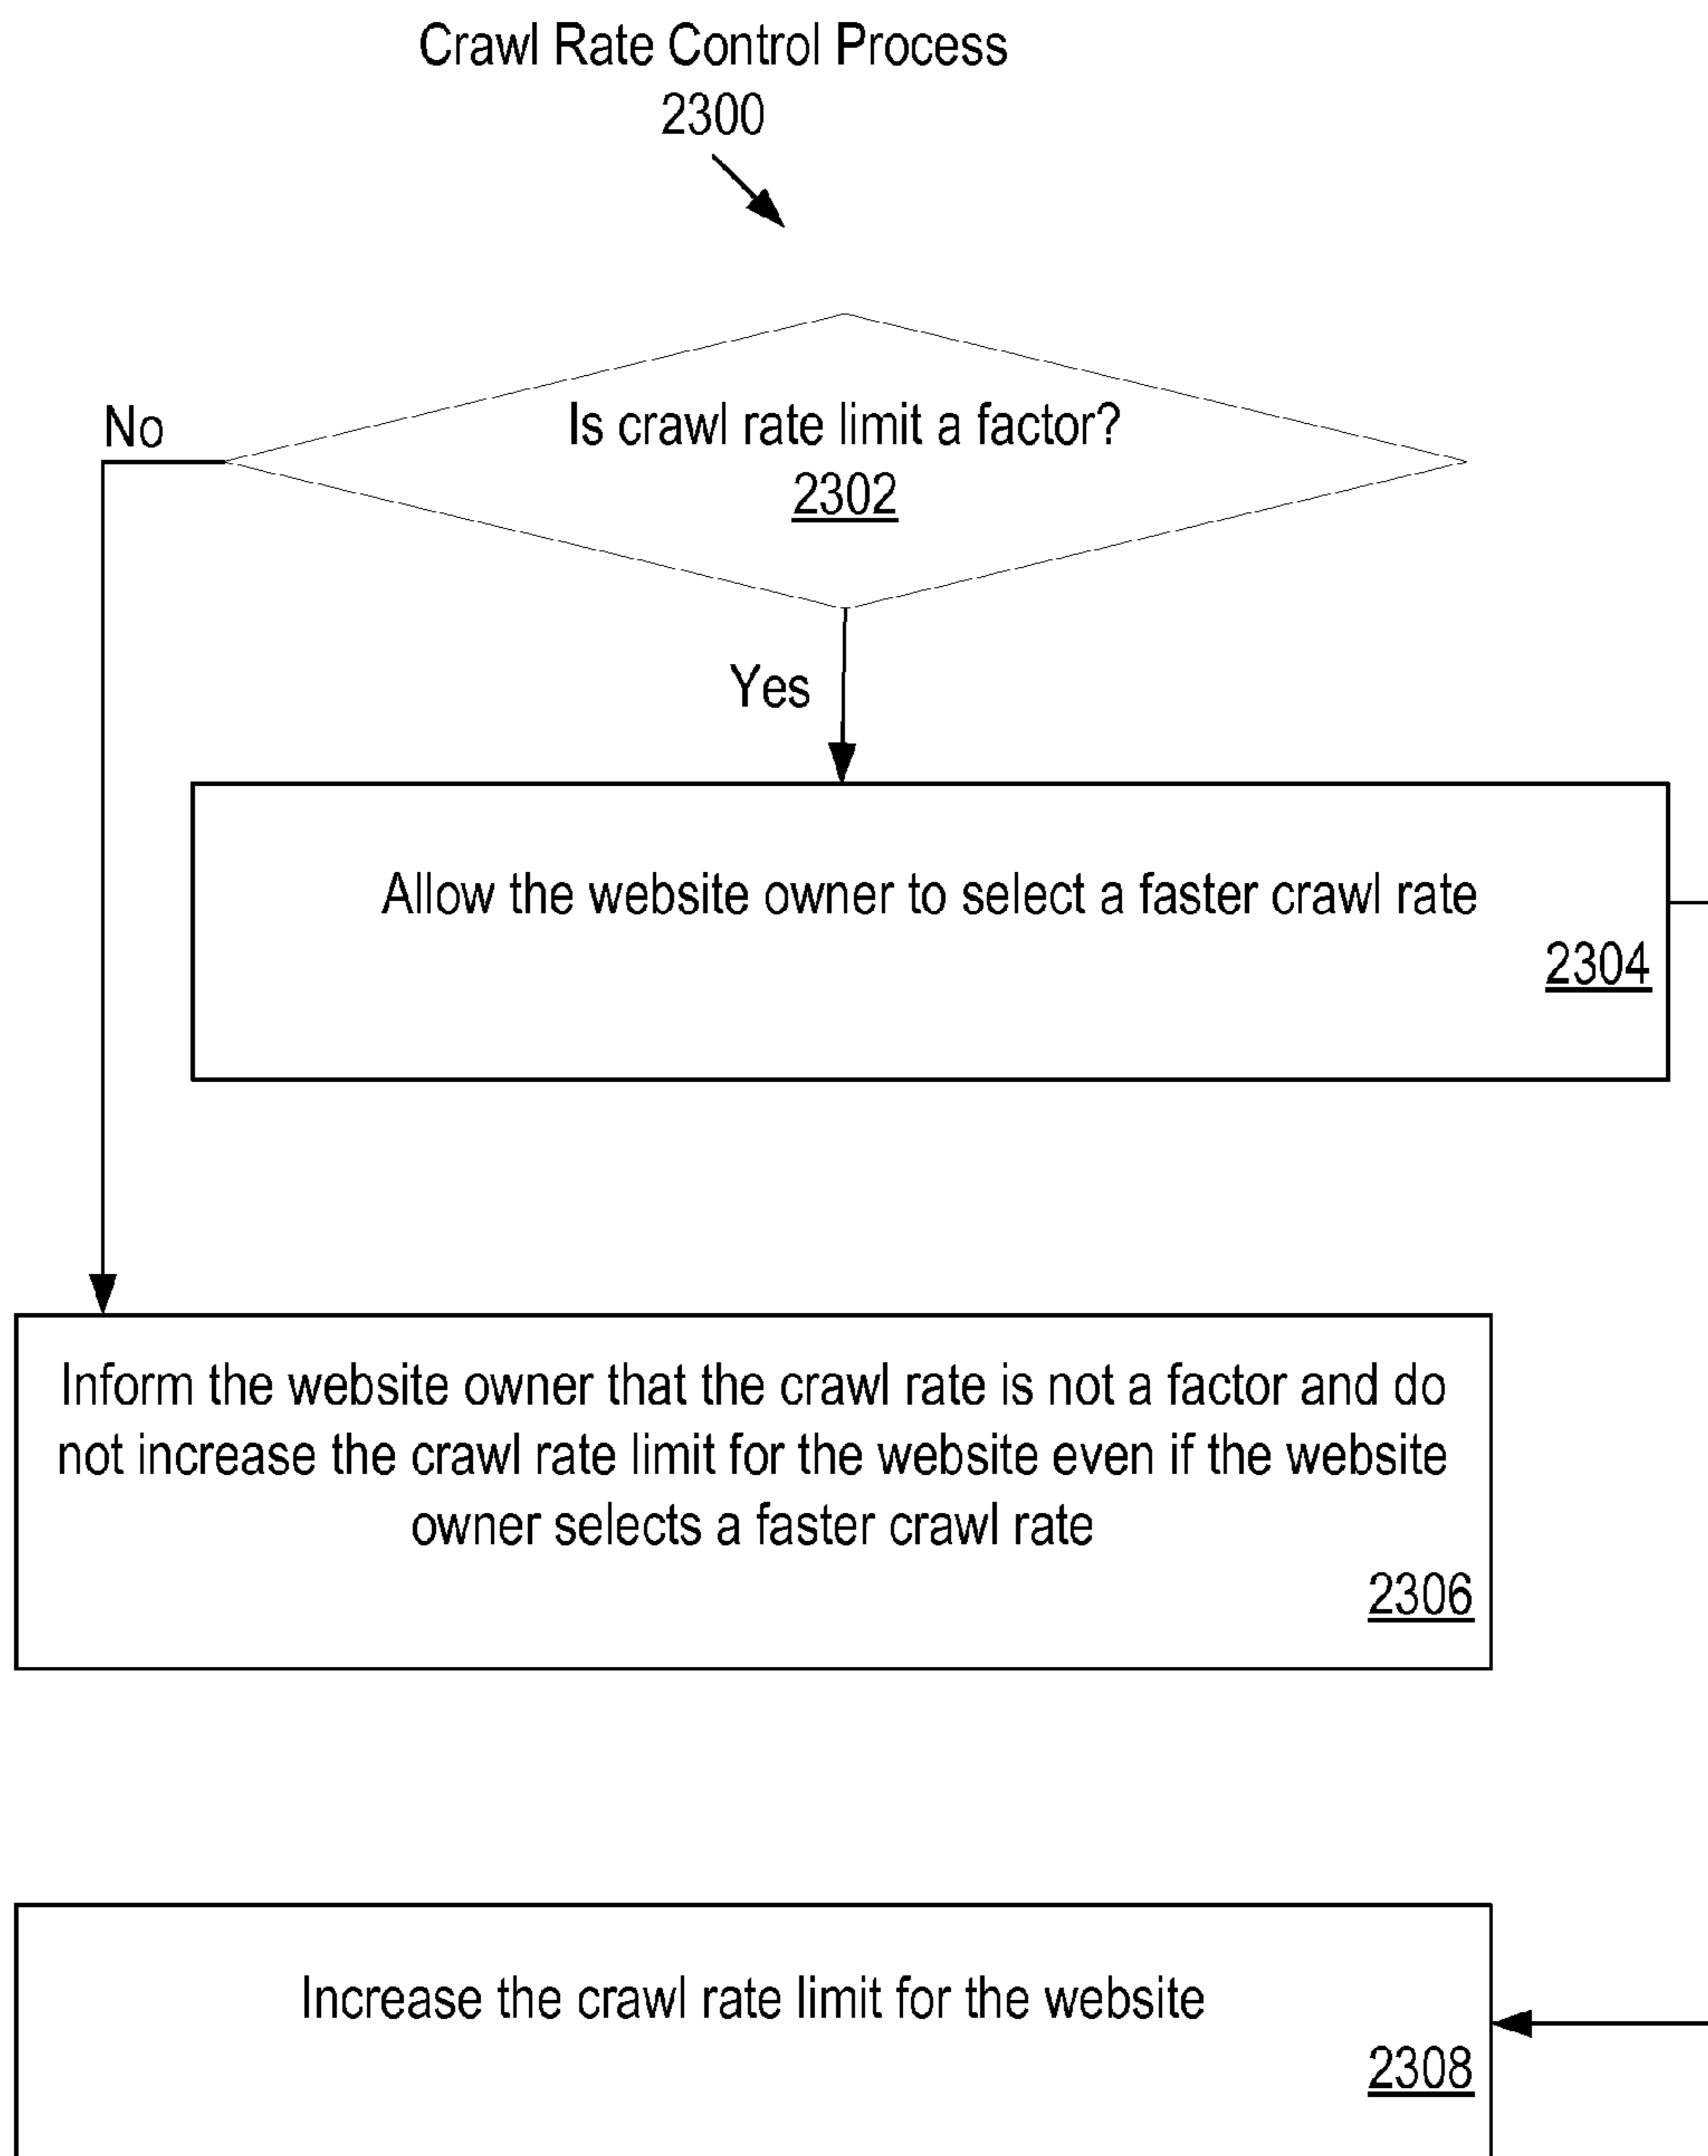 Crawl Rate Control Process
2300
Is crawl rate limit a factor?
2302
No
Yes
Allow the website owner to select a faster crawl rate
2304
Inform the website owner that the crawl rate is not a factor and do
not increase the crawl rate limit for the website even if the website
owner selects a faster crawl rate
2306
Increase the crawl rate limit for the website
2308